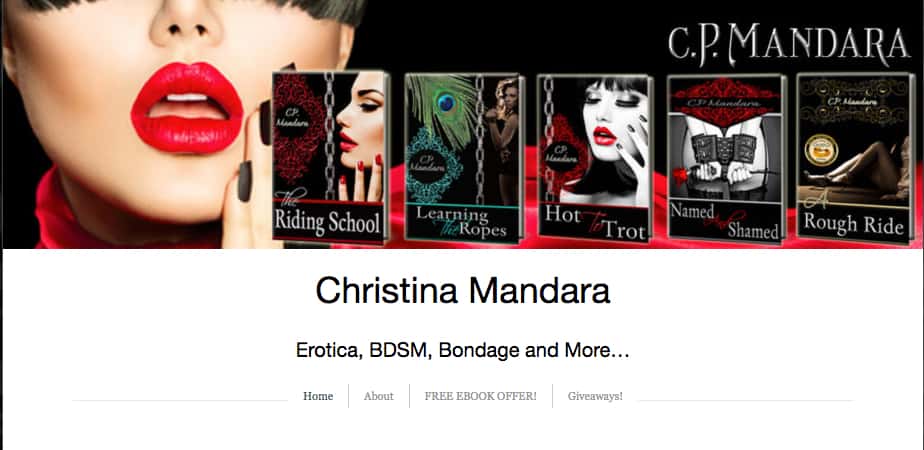 C.P. MANDARA
C.P.
Mandara
The
Riding School
C.P.
Mandara
Learning
The Ropes
C.P.
Mandara
Hot
To Trot
C.P. Mandara
Named
And Shamed
C.P. Mandara
A
Rough Ride
Christina Mandara
Erotica, BDSM, Bondage and More...
Home
About
FREE EBOOK OFFER!
Giveaways!